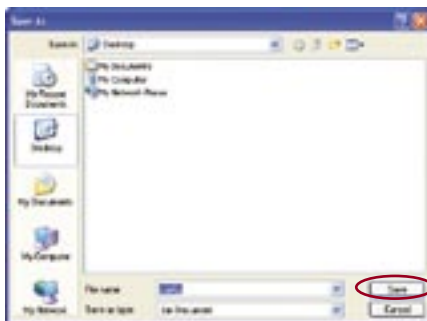 Save As
Save in:
Desktop
My Documents
My Computer
My Network Places
My Recent
Documents
Desktop
My Documents
My Computer
My Network
File name:
Save
Save as type:
Cancel